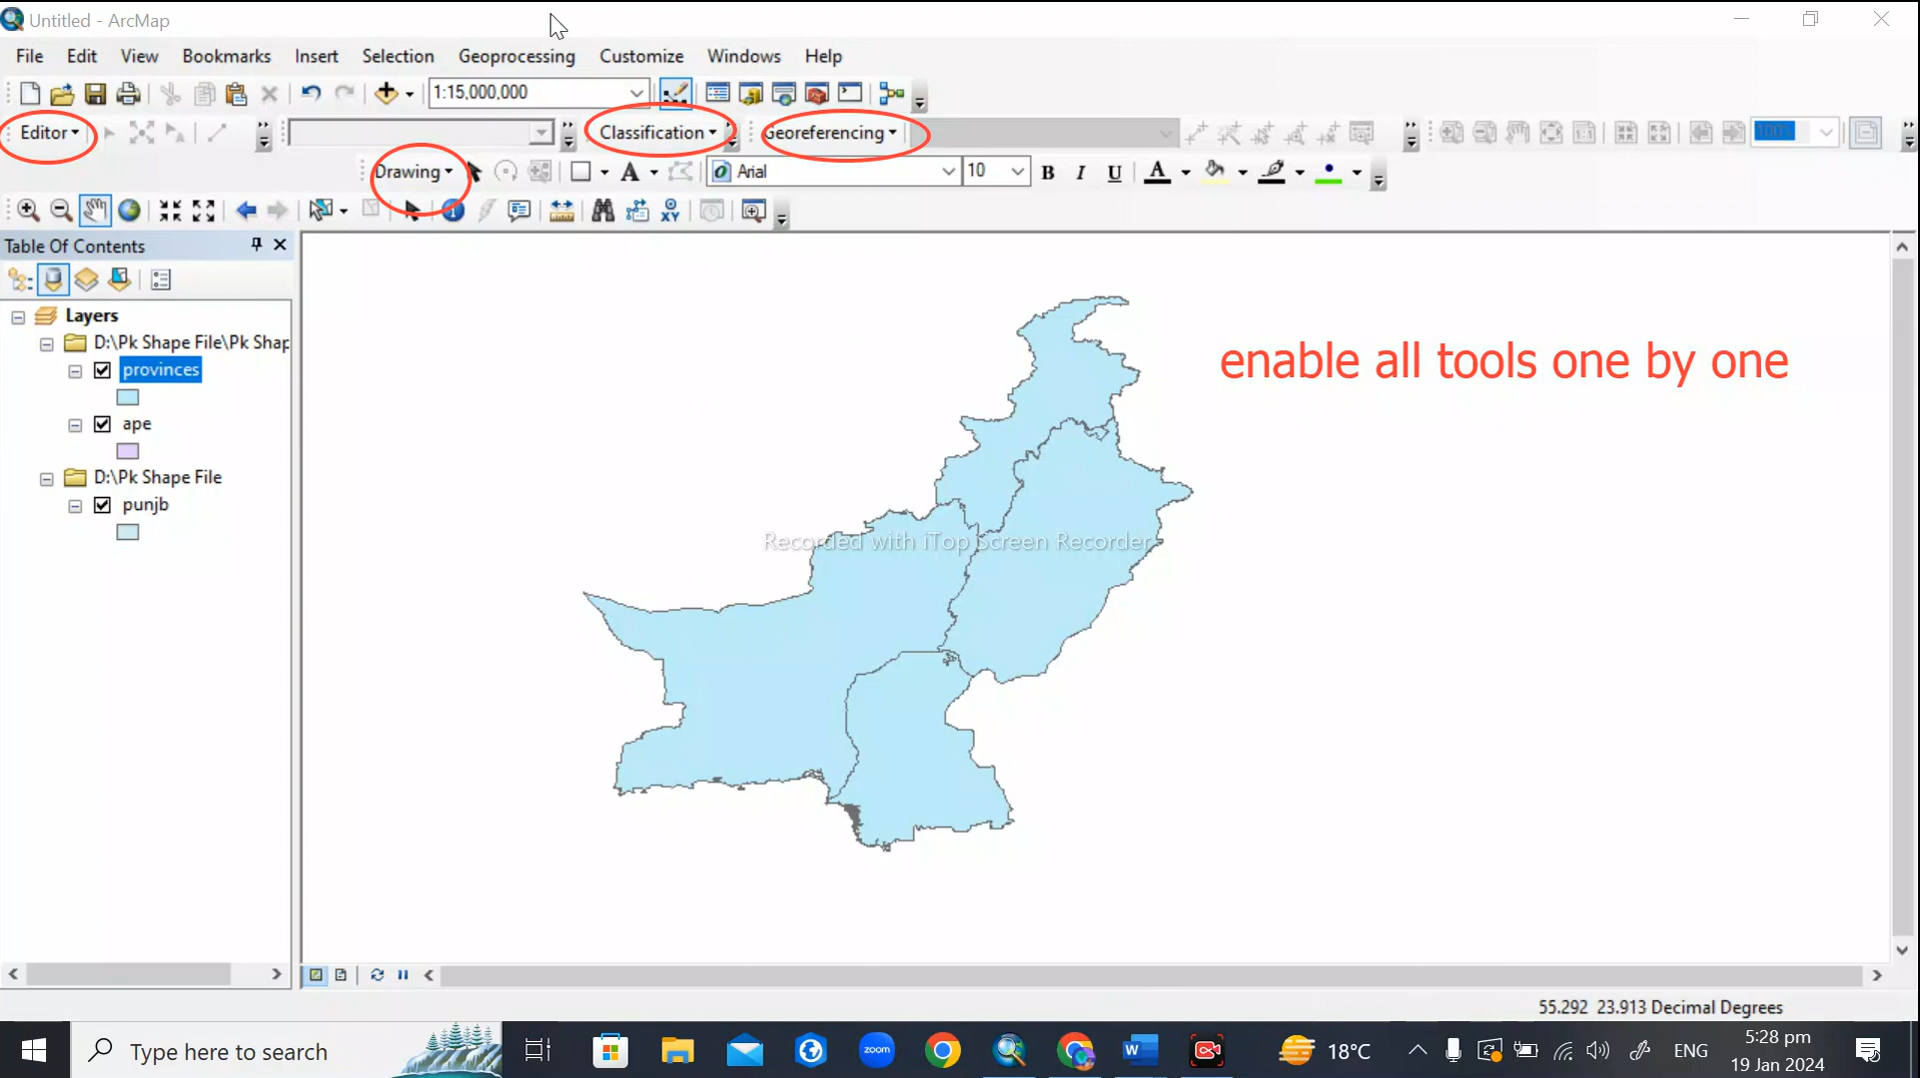 Untitled - ArcMap
File Edit View Bookmarks Insert Selection Geoprocessing Customize Windows Help
1:15,000,000
Editor Classification Georeferencing 100%
Drawing A Arial 10 B I U A
XY
Table Of Contents
Layers
D:\Pk Shape File\Pk Shap
provinces
ape
D:\Pk Shape File
punjb
enable all tools one by one
Recorded with iTop Screen Recorder
55.292 23.913 Decimal Degrees
Type here to search
zoom
W
18°C
ENG
5:28 pm
19 Jan 2024